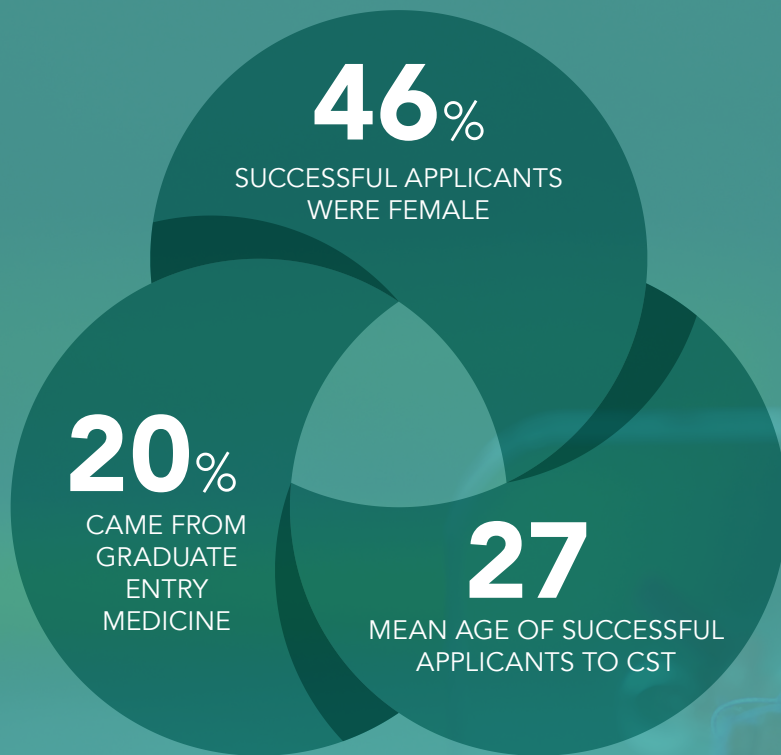 46%
SUCCESSFUL APPLICANTS
WERE FEMALE
20%
CAME FROM
GRADUATE
ENTRY
MEDICINE
27
MEAN AGE OF SUCCESSFUL
APPLICANTS TO CST